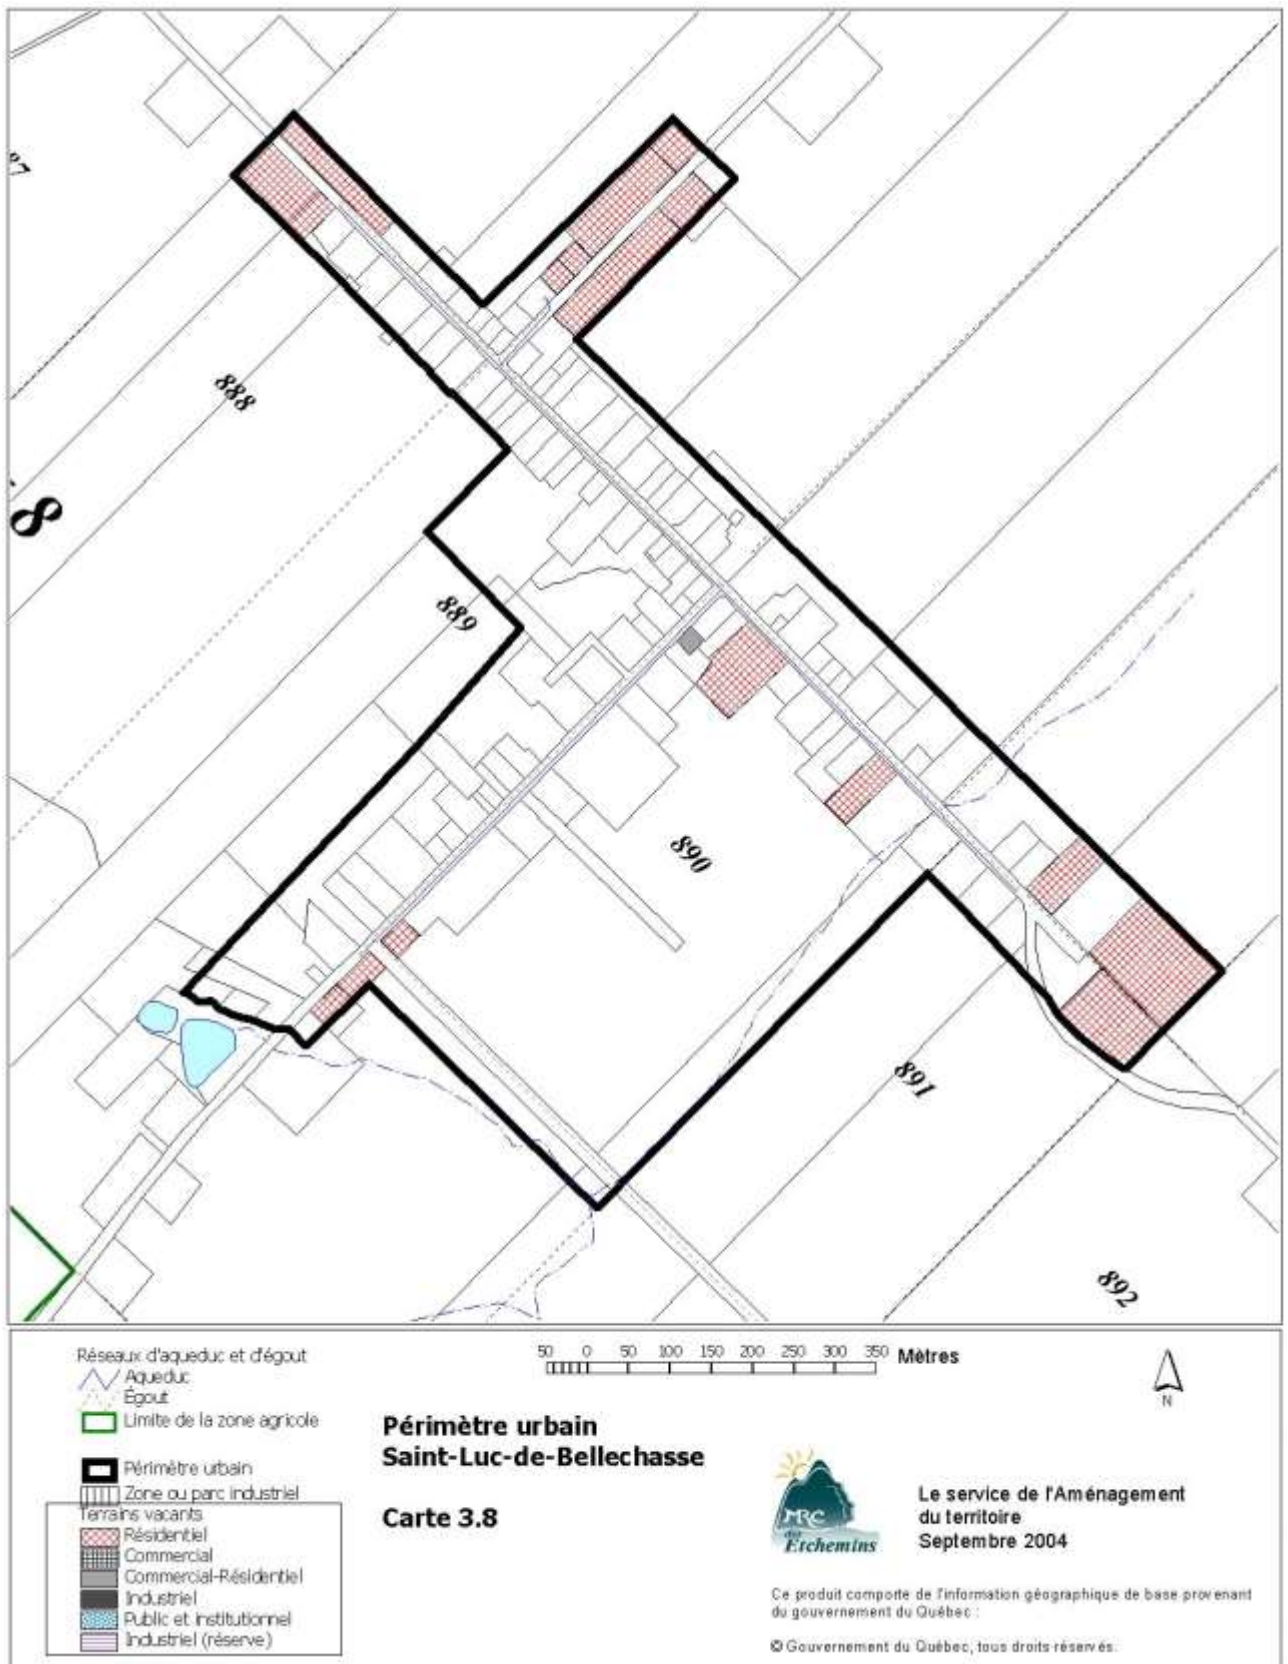 87
888
8
889
890
891
892
Réseaux d'aqueduc et d'égout
Aqueduc
Égout
Limite de la zone agricole
Périmètre urbain
Zone ou parc industriel
Terrains vacants
Résidentiel
Commercial
Commercial-Résidentiel
Industriel
Public et institutionnel
Industriel (réserve)
50 0 50 100 150 200 250 300 350 Mètres
N
Périmètre urbain
Saint-Luc-de-Bellechasse
Carte 3.8
MRC
des
Etchemins
Le service de l'Aménagement
du territoire
Septembre 2004
Ce produit comporte de l'information géographique de base provenant
du gouvernement du Québec :
© Gouvernement du Québec, tous droits réservés.